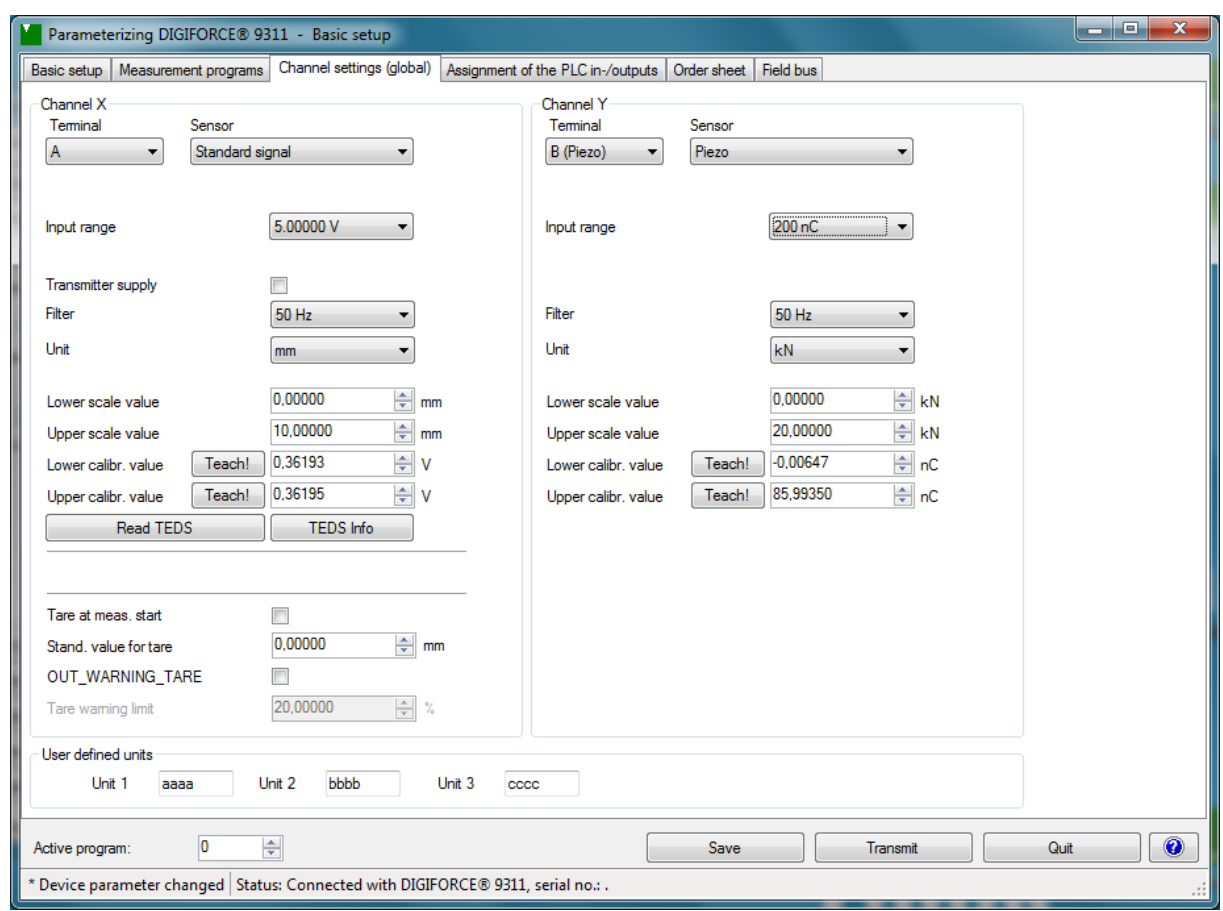 Parameterizing DIGIFORCE® 9311 - Basic setup
Basic setup Measurement programs Channel settings (global) Assignment of the PLC in-/outputs Order sheet Field bus
Channel X
Terminal Sensor
A Standard signal
Input range 5.00000 V
Transmitter supply
Filter 50 Hz
Unit mm
Lower scale value 0,00000 mm
Upper scale value 10,00000 mm
Lower calibr. value Teach! 0,36193 V
Upper calibr. value Teach! 0,36195 V
Read TEDS TEDS Info
Tare at meas. start
Stand. value for tare 0,00000 mm
OUT_WARNING_TARE
Tare warning limit 20,00000 %
Channel Y
Terminal Sensor
B (Piezo) Piezo
Input range 200 nC
Filter 50 Hz
Unit kN
Lower scale value 0,00000 kN
Upper scale value 20,00000 kN
Lower calibr. value Teach! -0,00647 nC
Upper calibr. value Teach! 85,99350 nC
User defined units
Unit 1 aaaa Unit 2 bbbb Unit 3 cccc
Active program: 0 Save Transmit Quit ?
* Device parameter changed Status: Connected with DIGIFORCE® 9311, serial no.: .